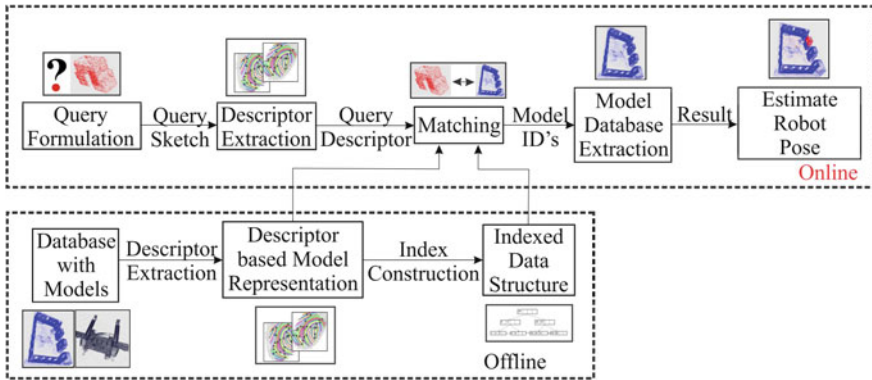 ?
Query
Formulation
Query
Sketch
Descriptor
Extraction
Query
Descriptor
Matching
Model
ID's
Model
Database
Extraction
Result
Estimate
Robot
Pose
Online
Database
with
Models
Descriptor
Extraction
Descriptor
based Model
Representation
Index
Construction
Indexed
Data
Structure
Offline